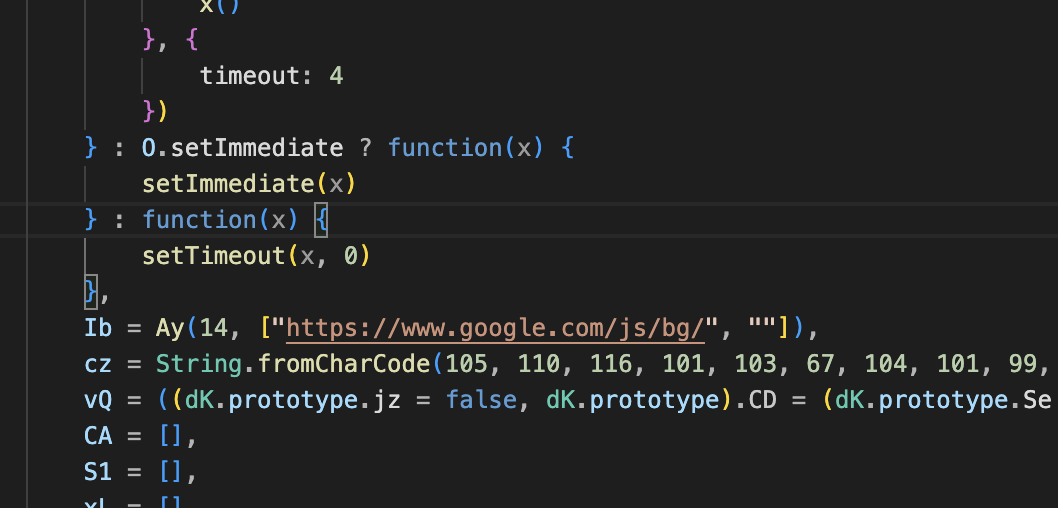 x()
}, {
timeout: 4
})
} : O.setImmediate ? function(x) {
setImmediate(x)
} : function(x) {
setTimeout(x, 0)
},
Ib = Ay(14, ["https://www.google.com/js/bg/", ""]),
cz = String.fromCharCode(105, 110, 116, 101, 103, 67, 104, 101, 99,
vQ = ((dK.prototype.jz = false, dK.prototype).CD = (dK.prototype.Se
CA = [],
S1 = [],
= []